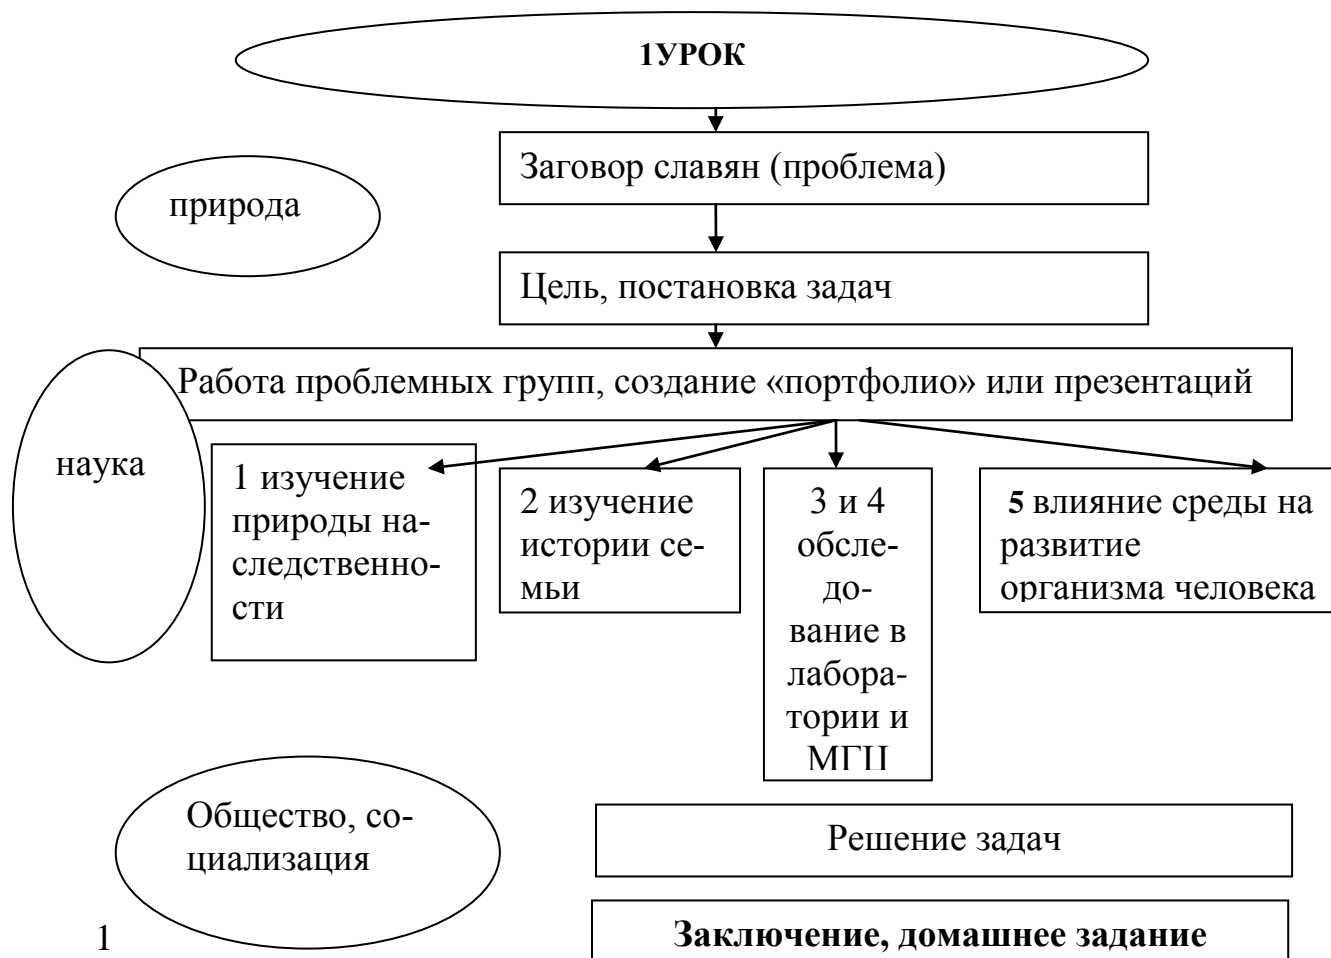 1УРОК
Заговор славян (проблема)
природа
Цель, постановка задач
Работа проблемных групп, создание «портфолио» или презентаций
наука
1 изучение
природы на-
следственно-
сти
2 изучение
истории се-
мьи
3 и 4
обсле-
до-
вание в
лабора-
тории и
МГЦ
5 влияние среды на
развитие
организма человека
Общество, со-
циализация
Решение задач
Заключение, домашнее задание
1